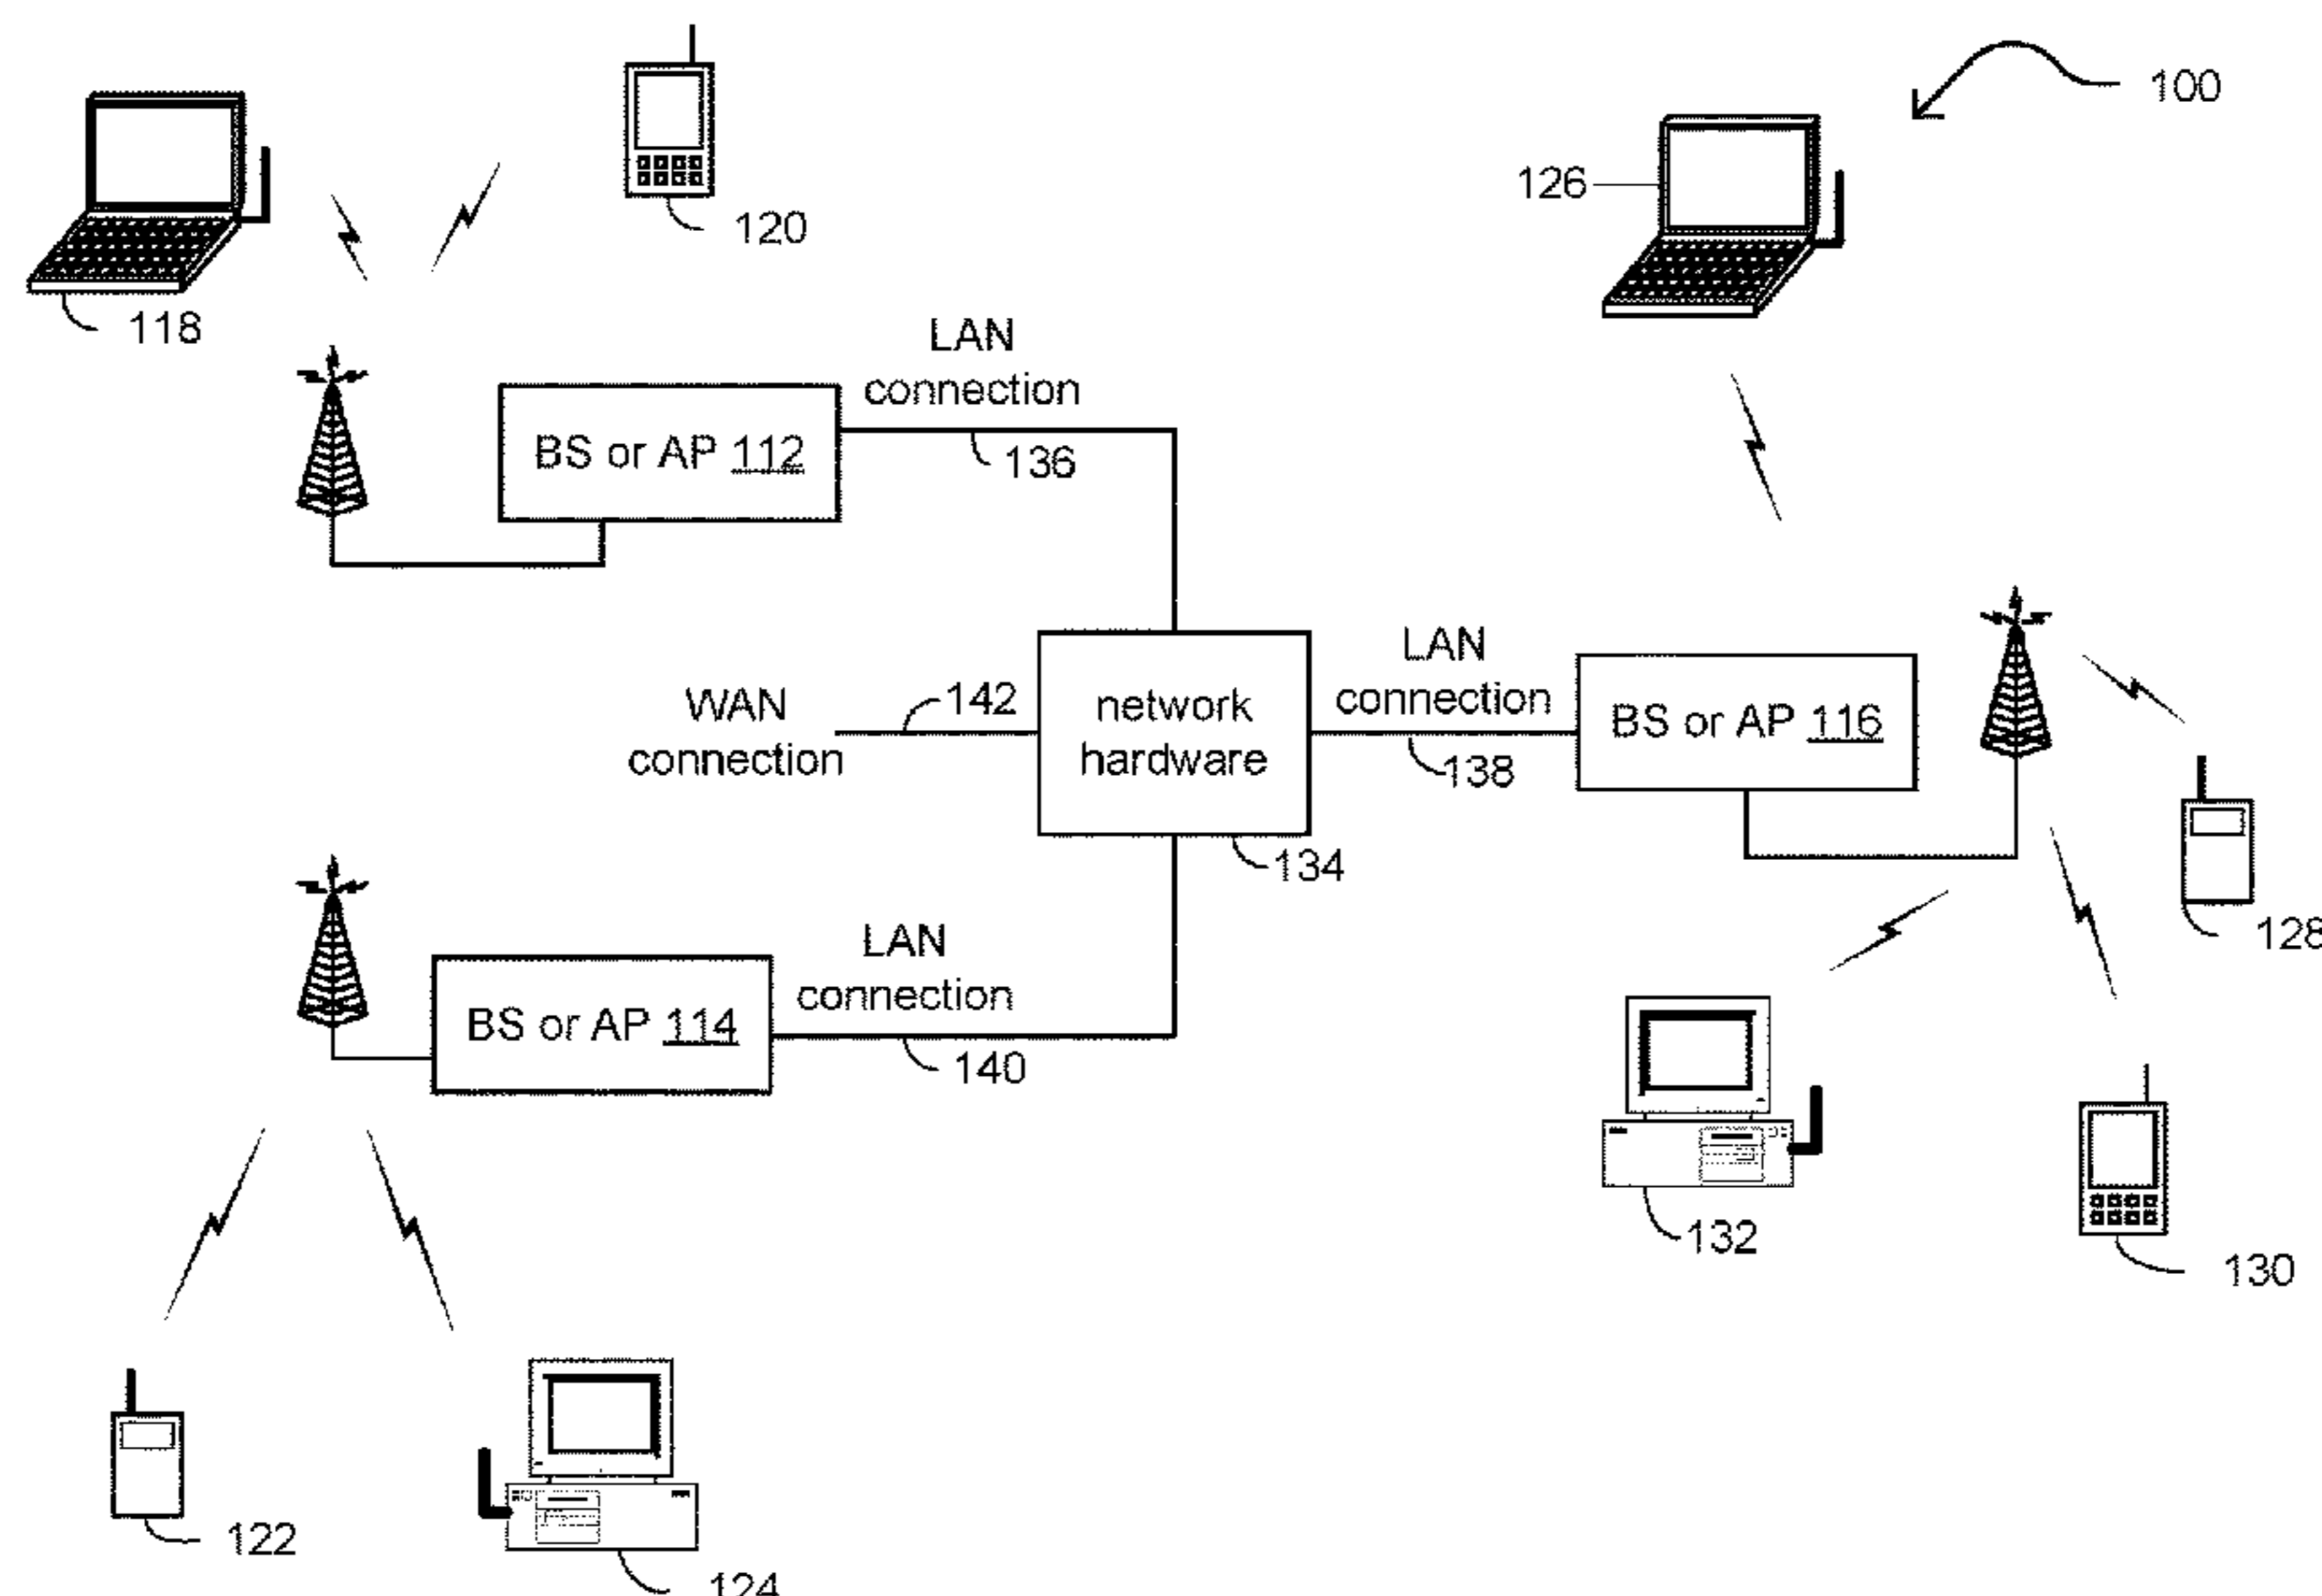 100
126
120
118
LAN
connection
BS or AP 112
136
LAN
connection
WAN
connection
142
network
hardware
BS or AP 116
138
134
128
LAN
connection
BS or AP 114
140
132
130
122
124